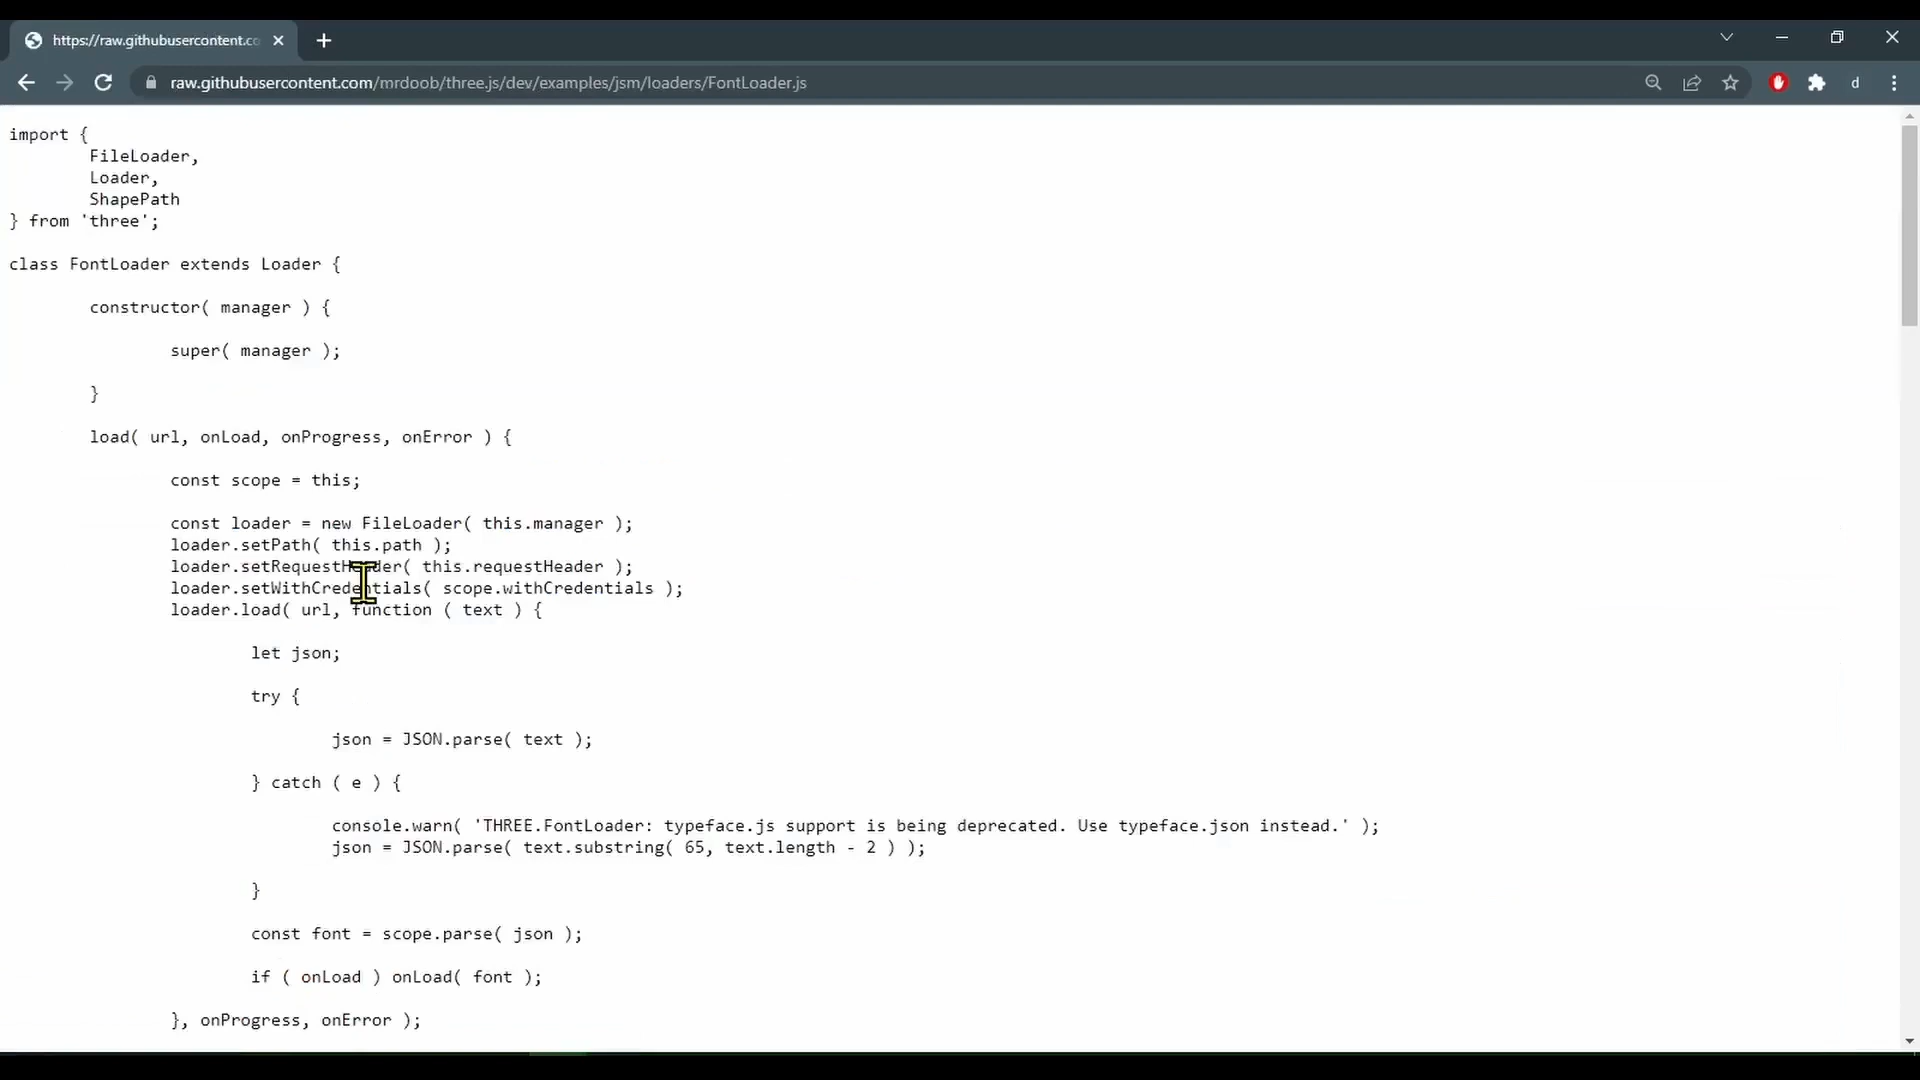 https://raw.githubusercontent.co
raw.githubusercontent.com/mrdoob/three.js/dev/examples/jsm/loaders/FontLoader.js
d
import {
FileLoader,
Loader,
ShapePath
} from 'three';
class FontLoader extends Loader {
constructor( manager ) {
super( manager );
}
load( url, onLoad, onProgress, onError ) {
const scope = this;
const loader = new FileLoader( this.manager );
loader.setPath( this.path );
loader.setRequestHeader( this.requestHeader );
loader.setWithCredentials( scope.withCredentials );
loader.load( url, function ( text ) {
let json;
try {
json = JSON.parse( text );
} catch ( e ) {
console.warn( 'THREE.FontLoader: typeface.js support is being deprecated. Use typeface.json instead.' );
json = JSON.parse( text.substring( 65, text.length - 2 ) );
}
const font = scope.parse( json );
if ( onLoad ) onLoad( font );
}, onProgress, onError );